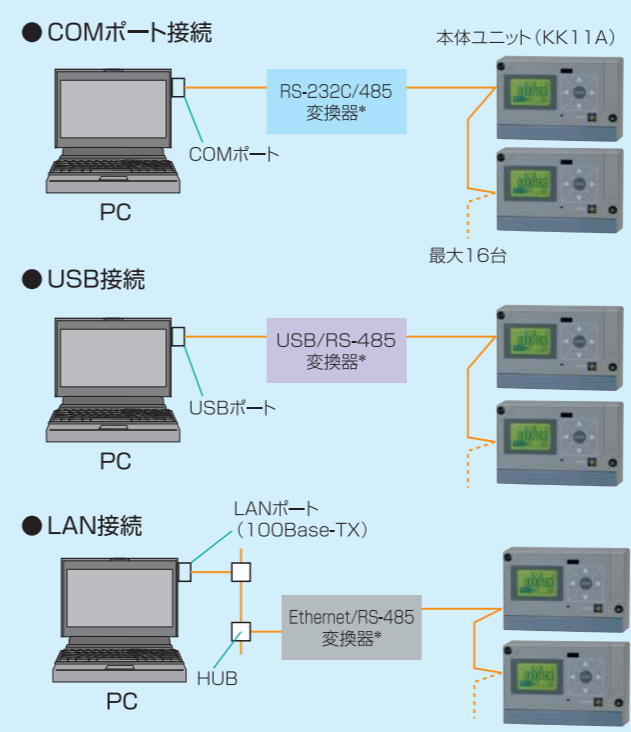 ● COMポート接続
本体ユニット(KK11A)
RS-232C/485
変換器*
COMポート
PC
最大16台
● USB接続
USB/RS-485
変換器*
USBポート
PC
● LAN接続
LANポート
(100Base-TX)
Ethernet/RS-485
変換器*
HUB
PC